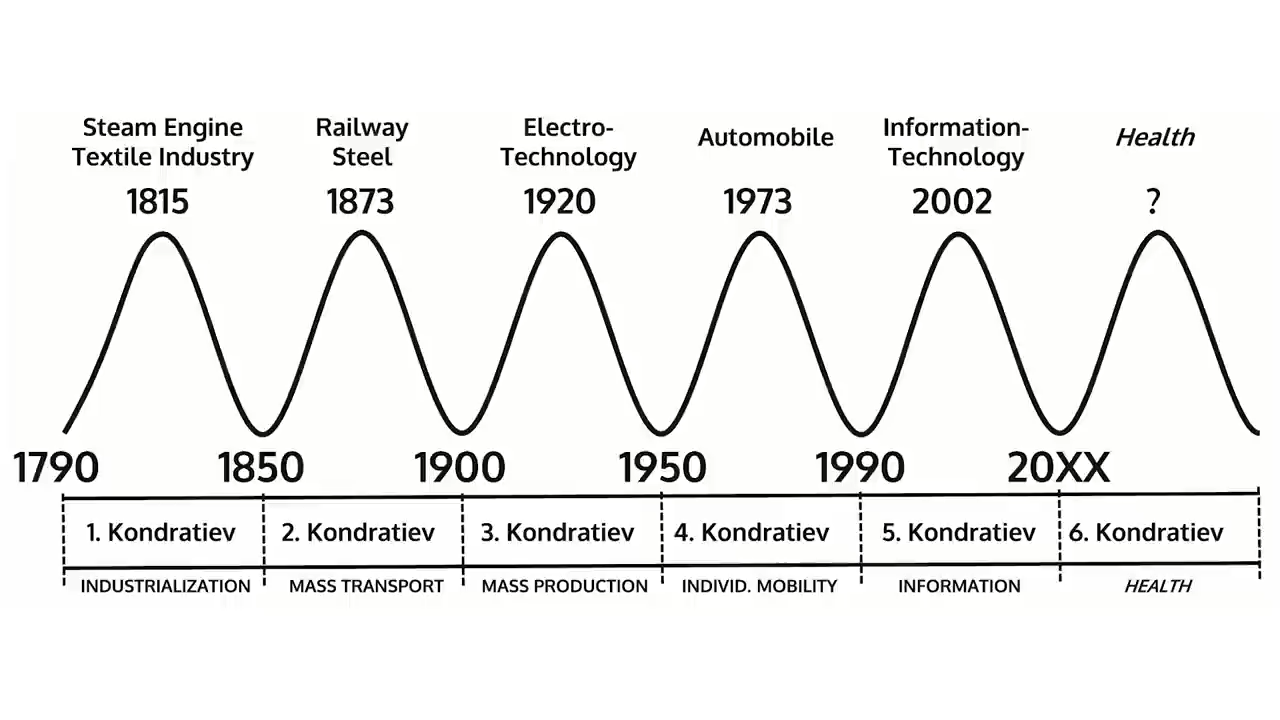 Steam Engine
Textile Industry
1815
Railway
Steel
1873
Electro-
Technology
1920
Automobile
1973
Information-
Technology
2002
Health
?
1790
1850
1900
1950
1990
20XX
1. Kondratiev
2. Kondratiev
3. Kondratiev
4. Kondratiev
5. Kondratiev
6. Kondratiev
INDUSTRIALIZATION
MASS TRANSPORT
MASS PRODUCTION
INDIVID. MOBILITY
INFORMATION
HEALTH